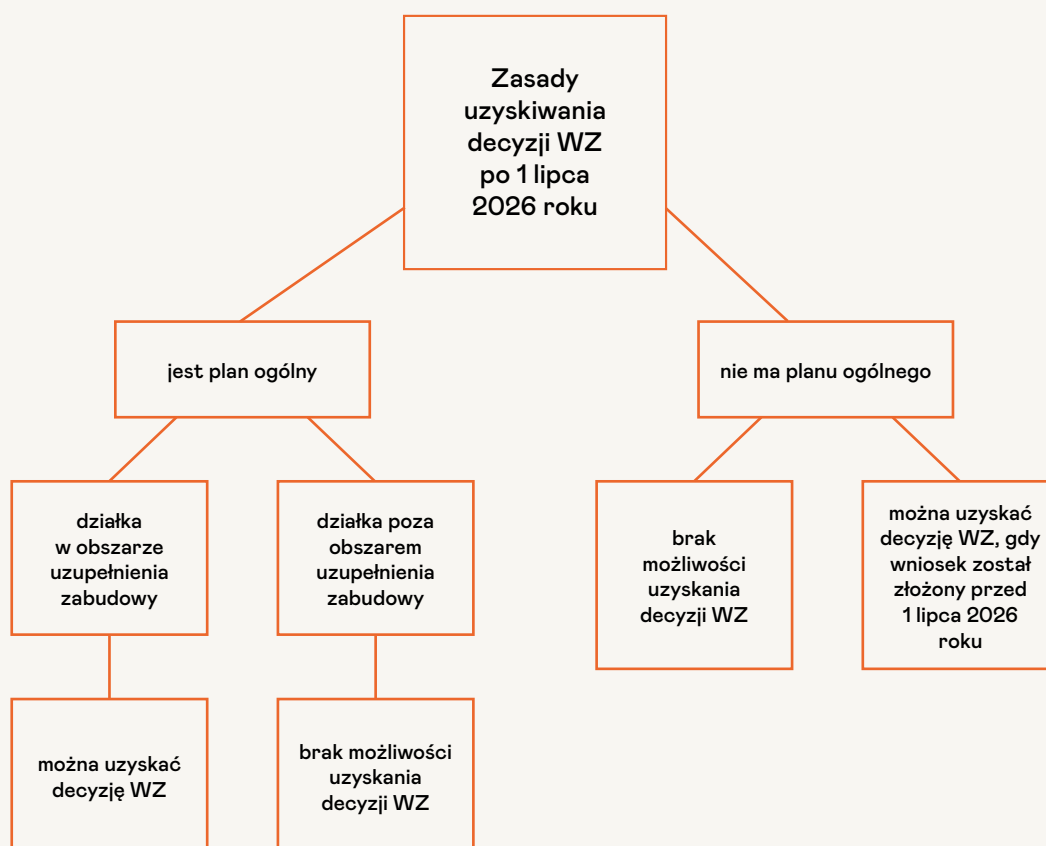 Zasady
uzyskiwania
decyzji WZ
po 1 lipca
2026 roku
jest plan ogólny
nie ma planu ogólnego
działka
w obszarze
uzupełnienia
zabudowy
działka poza
obszarem
uzupełnienia
zabudowy
brak
możliwości
uzyskania
decyzji WZ
można uzyskać
decyzję WZ, gdy
wniosek został
złożony przed
1 lipca 2026
roku
można uzyskać
decyzję WZ
brak możliwości
uzyskania
decyzji WZ